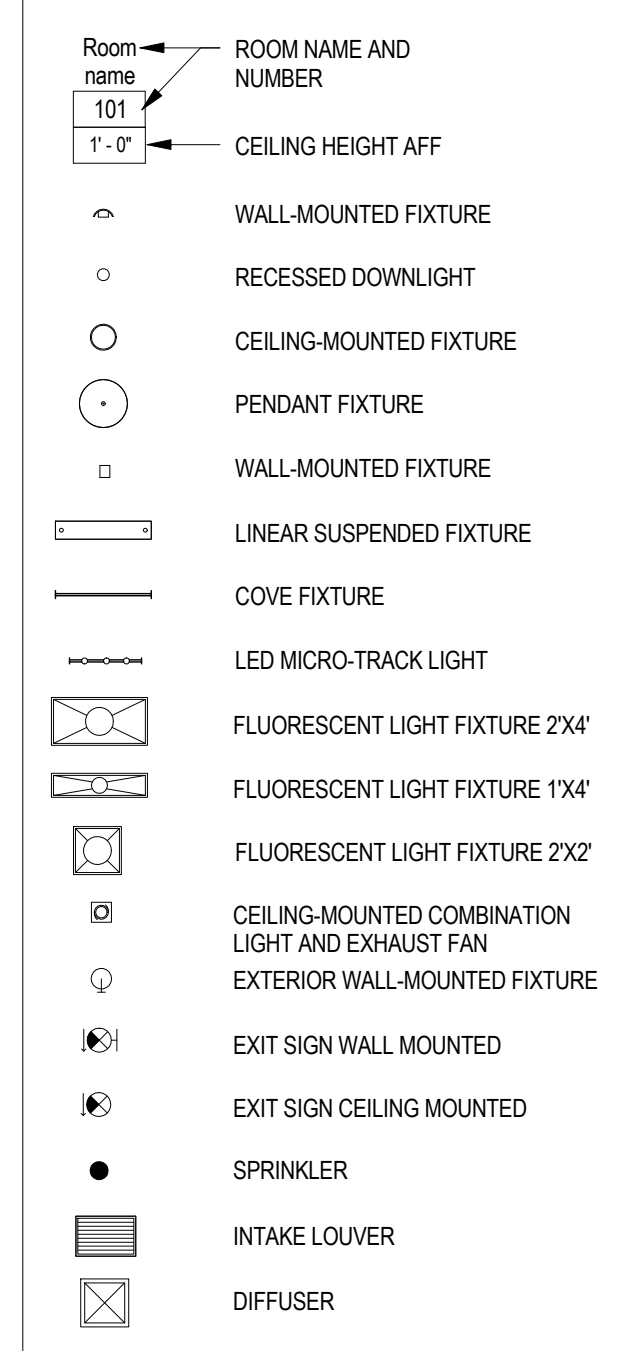 Room
name
ROOM NAME AND
NUMBER
101
1' - 0"
CEILING HEIGHT AFF
WALL-MOUNTED FIXTURE
RECESSED DOWNLIGHT
CEILING-MOUNTED FIXTURE
PENDANT FIXTURE
WALL-MOUNTED FIXTURE
LINEAR SUSPENDED FIXTURE
COVE FIXTURE
LED MICRO-TRACK LIGHT
FLUORESCENT LIGHT FIXTURE 2'X4'
FLUORESCENT LIGHT FIXTURE 1'X4'
FLUORESCENT LIGHT FIXTURE 2'X2'
CEILING-MOUNTED COMBINATION
LIGHT AND EXHAUST FAN
EXTERIOR WALL-MOUNTED FIXTURE
EXIT SIGN WALL MOUNTED
EXIT SIGN CEILING MOUNTED
SPRINKLER
INTAKE LOUVER
DIFFUSER